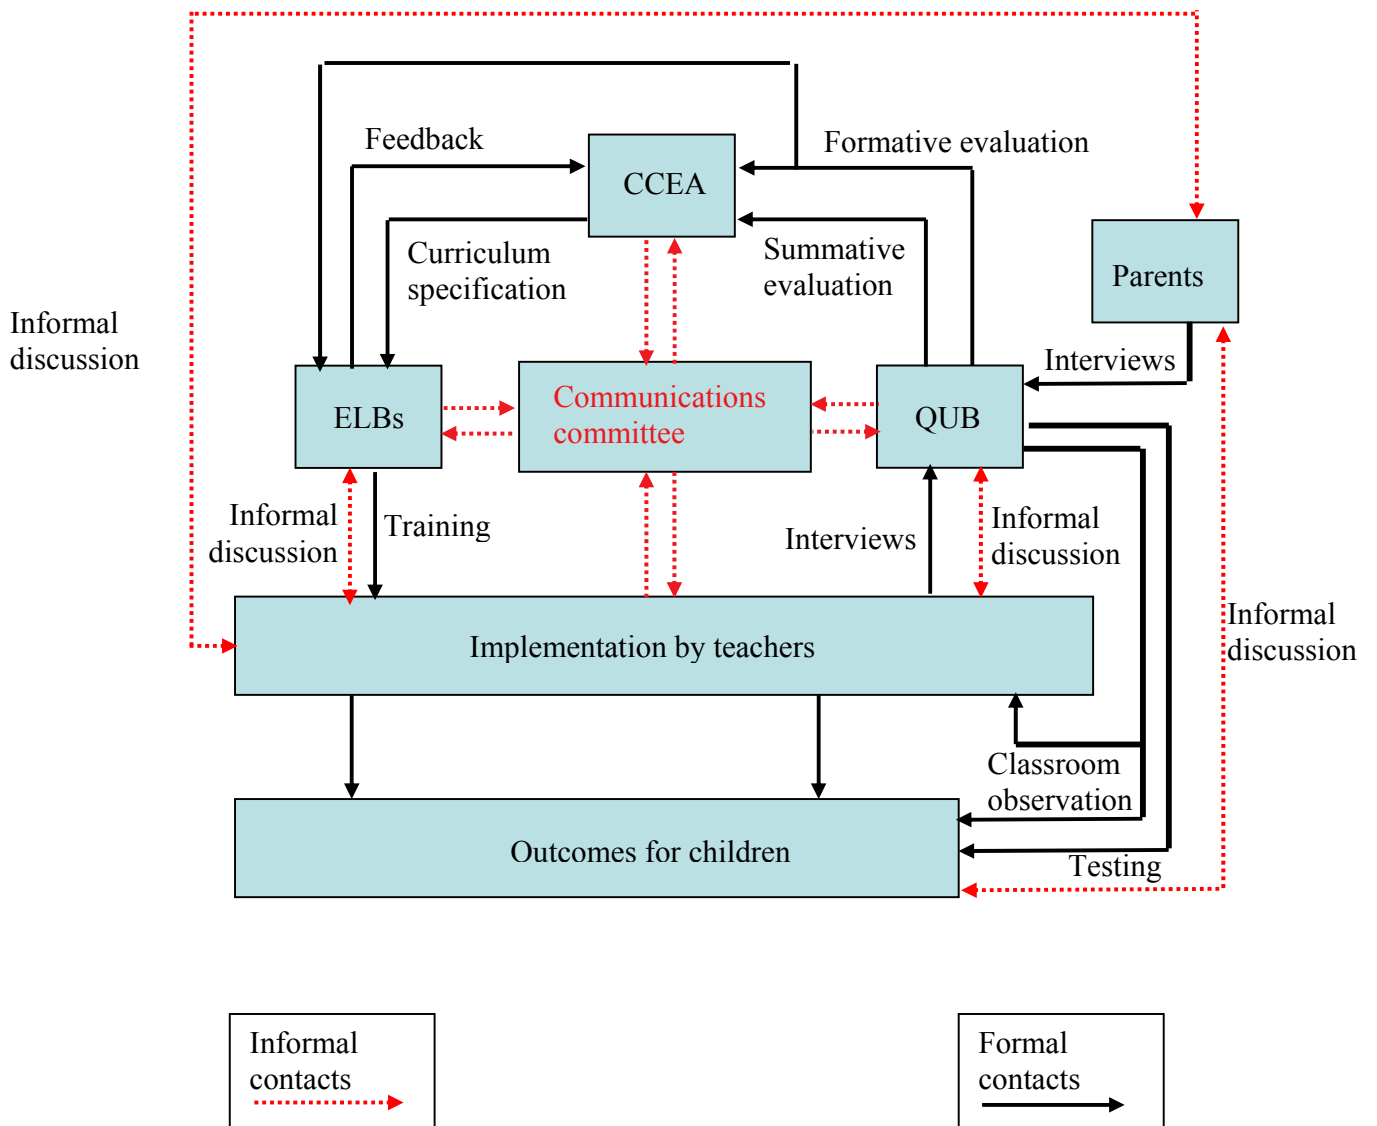 Feedback
Formative evaluation
CCEA
Curriculum
specification
Summative
evaluation
Parents
Informal
discussion
Interviews
ELBs
Communications
committee
QUB
Informal
discussion
Training
Interviews
Informal
discussion
Informal
discussion
Implementation by teachers
Classroom
observation
Outcomes for children
Testing
Informal
contacts
Formal
contacts